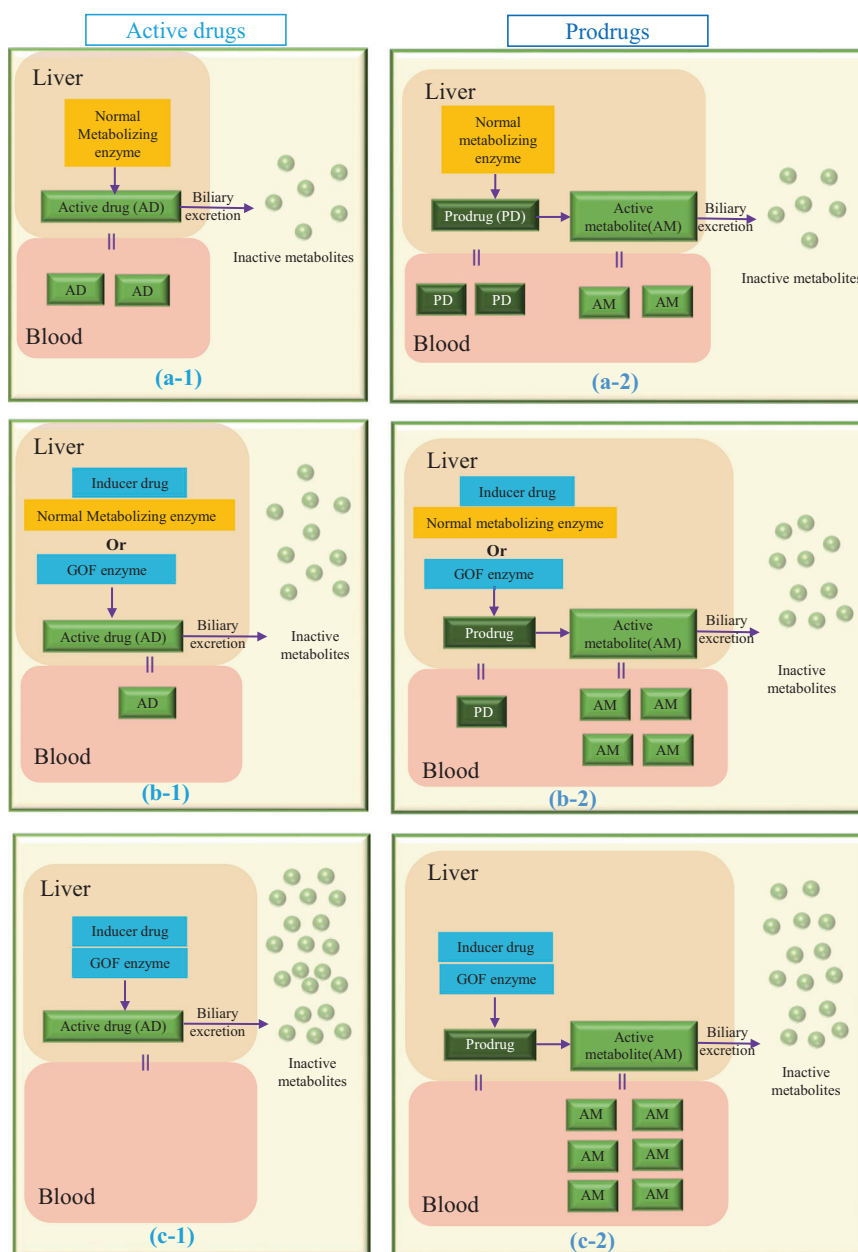 Active drugs
Prodrugs
Liver
Normal
Metabolizing
enzyme
Active drug (AD)
Biliary
excretion
Inactive metabolites
AD
AD
Blood
(a-1)
Liver
Normal
metabolizing
enzyme
Prodrug (PD)
Active
metabolite(AM)
Biliary
excretion
Inactive metabolites
PD
PD
AM
AM
Blood
(a-2)
Liver
Inducer drug
Normal Metabolizing enzyme
Or
GOF enzyme
Active drug (AD)
Biliary
excretion
Inactive
metabolites
AD
Blood
(b-1)
Liver
Inducer drug
Normal metabolizing enzyme
Or
GOF enzyme
Prodrug
Active
metabolite(AM)
Biliary
excretion
Inactive
metabolites
PD
AM
AM
AM
AM
Blood
(b-2)
Liver
Inducer drug
GOF enzyme
Active drug (AD)
Biliary
excretion
Inactive
metabolites
Blood
(c-1)
Liver
Inducer drug
GOF enzyme
Prodrug
Active
metabolite(AM)
Biliary
excretion
Inactive
metabolites
AM
AM
AM
AM
AM
AM
Blood
(c-2)